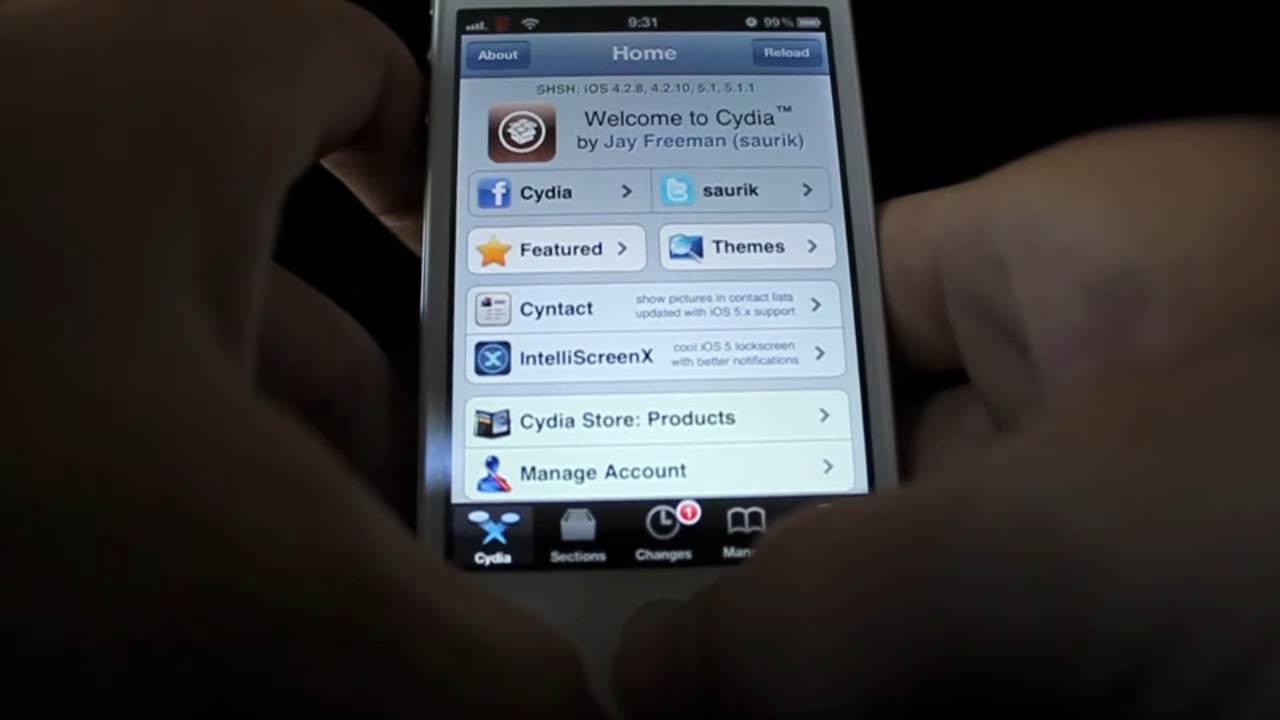 9:31 99%
About Home Reload
SHSH: iOS 4.2.8, 4.2.10, 5.1, 5.1.1
Welcome to Cydia™
by Jay Freeman (saurik)
Cydia saurik
Featured Themes
Cyntact show pictures in contact lists
updated with iOS 5.x support
IntelliScreenX cool iOS 5 lockscreen
with better notifications
Cydia Store: Products
Manage Account
1
Cydia Sections Changes